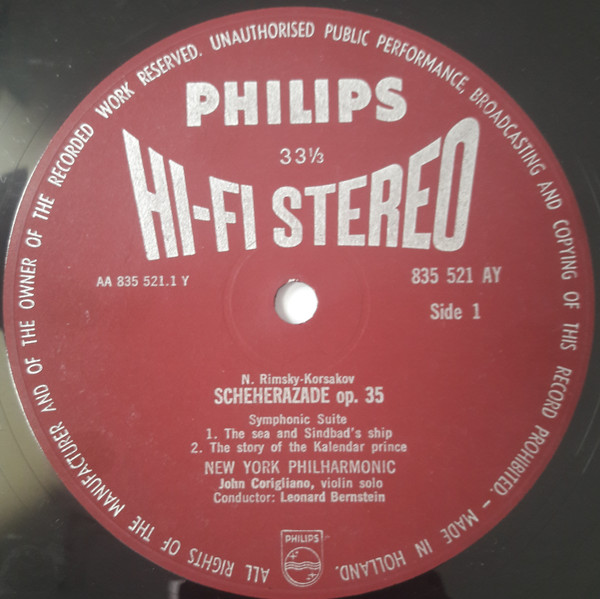 ALL RIGHTS OF THE MANUFACTURER AND OF THE OWNER OF THE RECORDED WORK RESERVED. UNAUTHORISED PUBLIC PERFORMANCE, BROADCASTING AND COPYING OF THIS RECORD PROHIBITED. – MADE IN HOLLAND.
PHILIPS
33⅓
HI-FI STEREO
AA 835 521.1 Y
835 521 AY
Side 1
N. Rimsky-Korsakov
SCHEHERAZADE op. 35
Symphonic Suite
1. The sea and Sindbad's ship
2. The story of the Kalendar prince
NEW YORK PHILHARMONIC
John Corigliano, violin solo
Conductor: Leonard Bernstein
PHILIPS